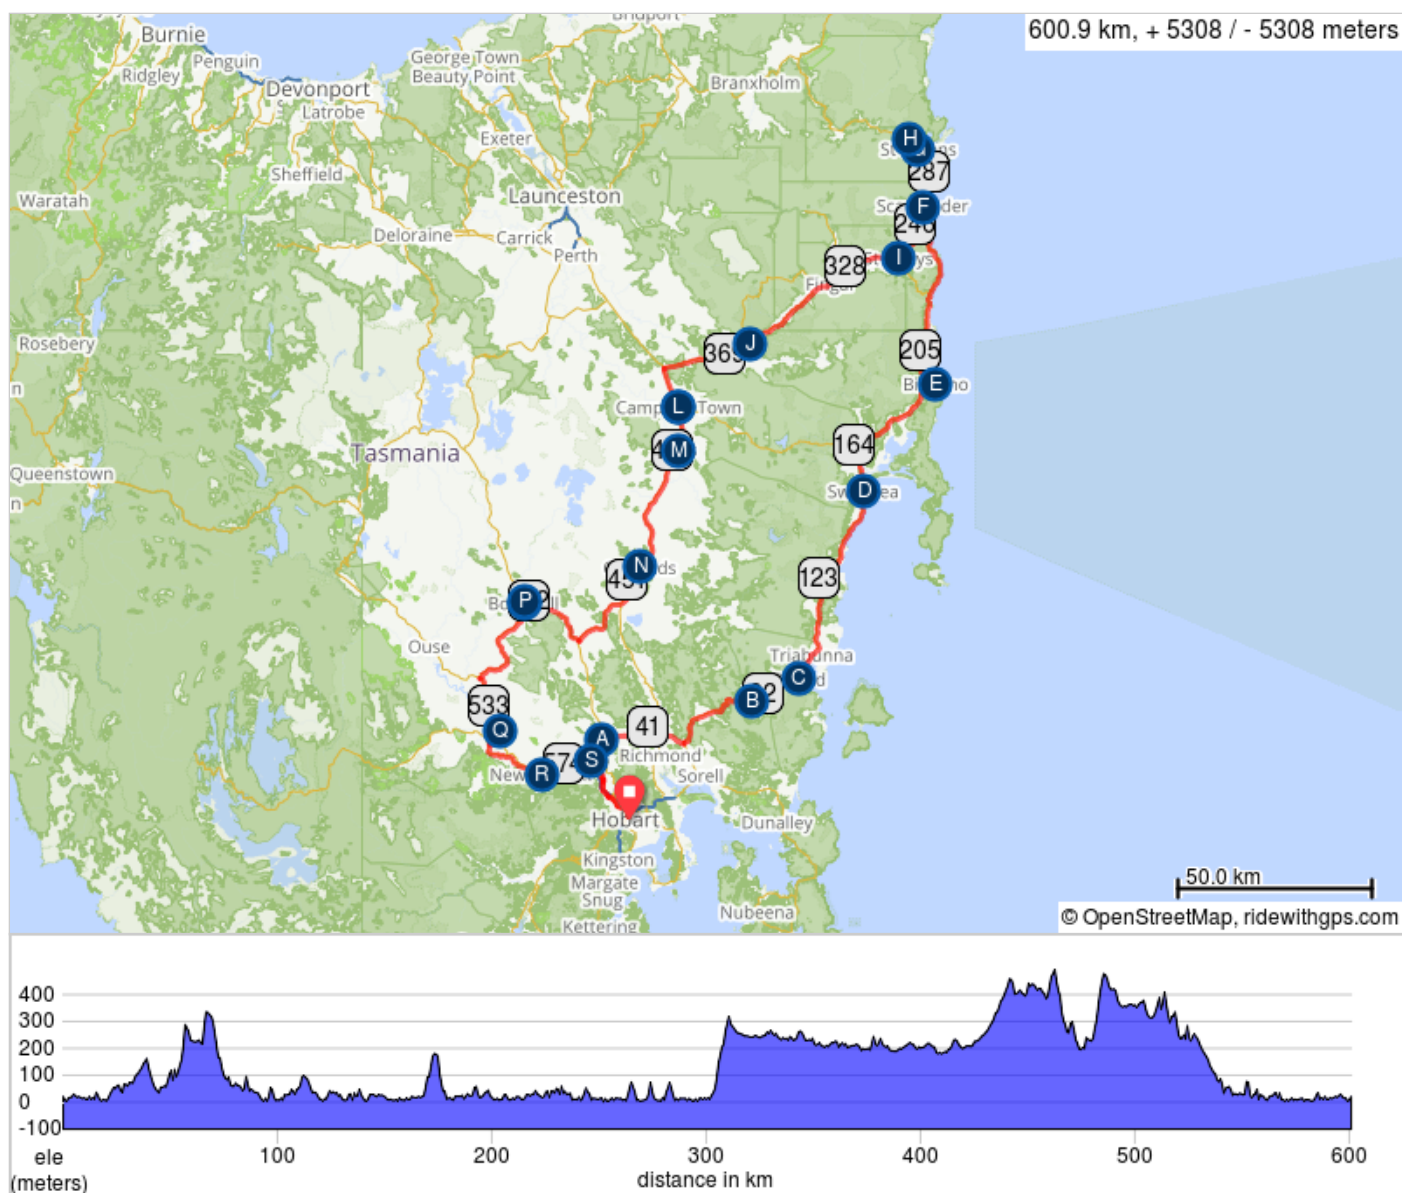 Burnie
Bridport
600.9 km, + 5308 / - 5308 meters
Penguin
Ridgley
George Town
Beauty Point
Devonport
Latrobe
Branxholm
Exeter
H
Sheffield
287
Waratah
Launceston
F
Deloraine
Carrick
Perth
328
I
Rosebery
J
205
E
Campbell Town
L
Tasmania
164
M
Queenstown
D
N
123
P
Ouse
Triabunna
C
533
B
Q
A
41
S
Richmond
R
Sorell
Hobart
Dunalley
Kingston
Margate
Snug
Nubeena
Kettering
50.0 km
© OpenStreetMap, ridewithgps.com
400
300
200
100
0
-100
ele
(meters)
100
200
300
400
500
600
distance in km